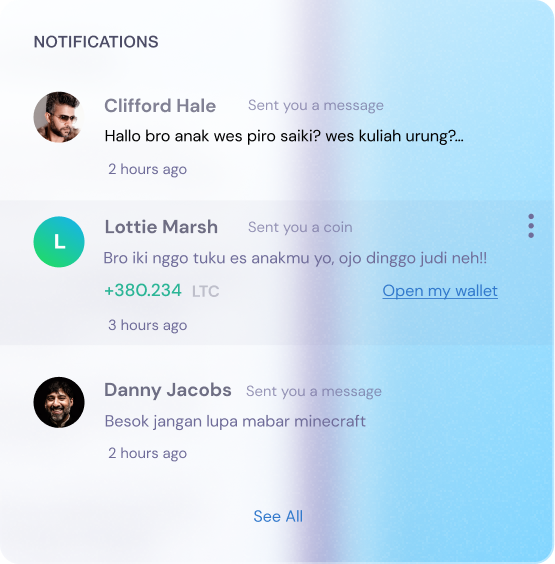 NOTIFICATIONS
Clifford Hale Sent you a message
Hallo bro anak wes piro saiki? wes kuliah urung?...
2 hours ago
L
Lottie Marsh Sent you a coin
Bro iki nggo tuku es anakmu yo, ojo dinggo judi neh!!
+380.234 LTC Open my wallet
3 hours ago
Danny Jacobs Sent you a message
Besok jangan lupa mabar minecraft
2 hours ago
See All